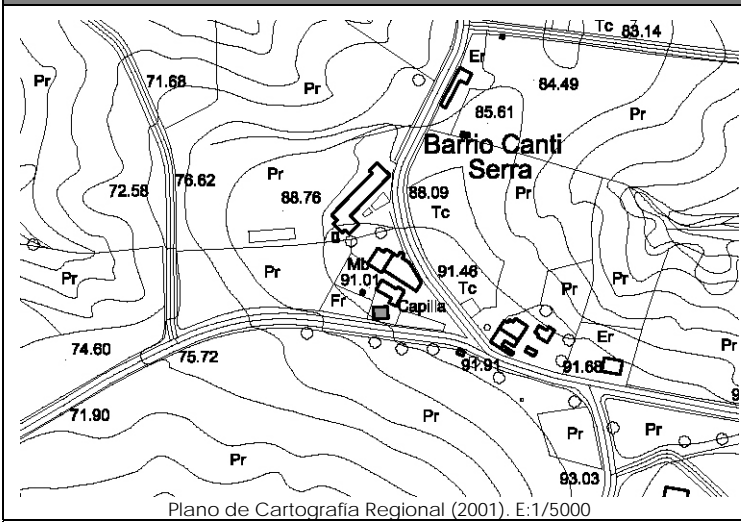 Tc 83.14
Pr 71.68 Pr Er 84.49
85.61 Pr
Barrio Canti
Serra
Pr
72.58 76.62 88.76 88.09 Pr
Tc
Mb 91.46
Pr Pr 91.01 Tc Pr Pr
Fr Capilla
Er
74.60 75.72 91.91 91.68 Pr
9
71.90 Pr Pr Pr
Pr
93.03
Plano de Cartografía Regional (2001). E:1/5000